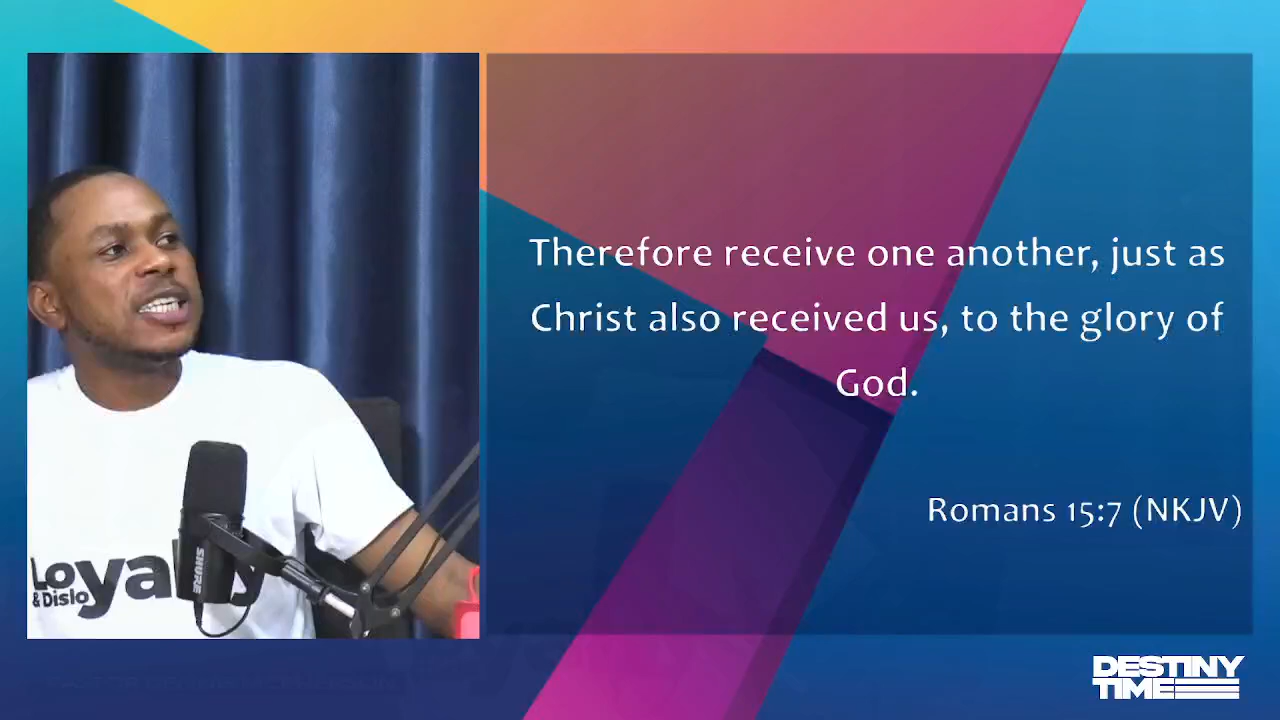 Therefore receive one another, just as
Christ also received us, to the glory of
God.
Romans 15:7 (NKJV)
Loyal
& Dislo
SHURE
DESTINY
TIME